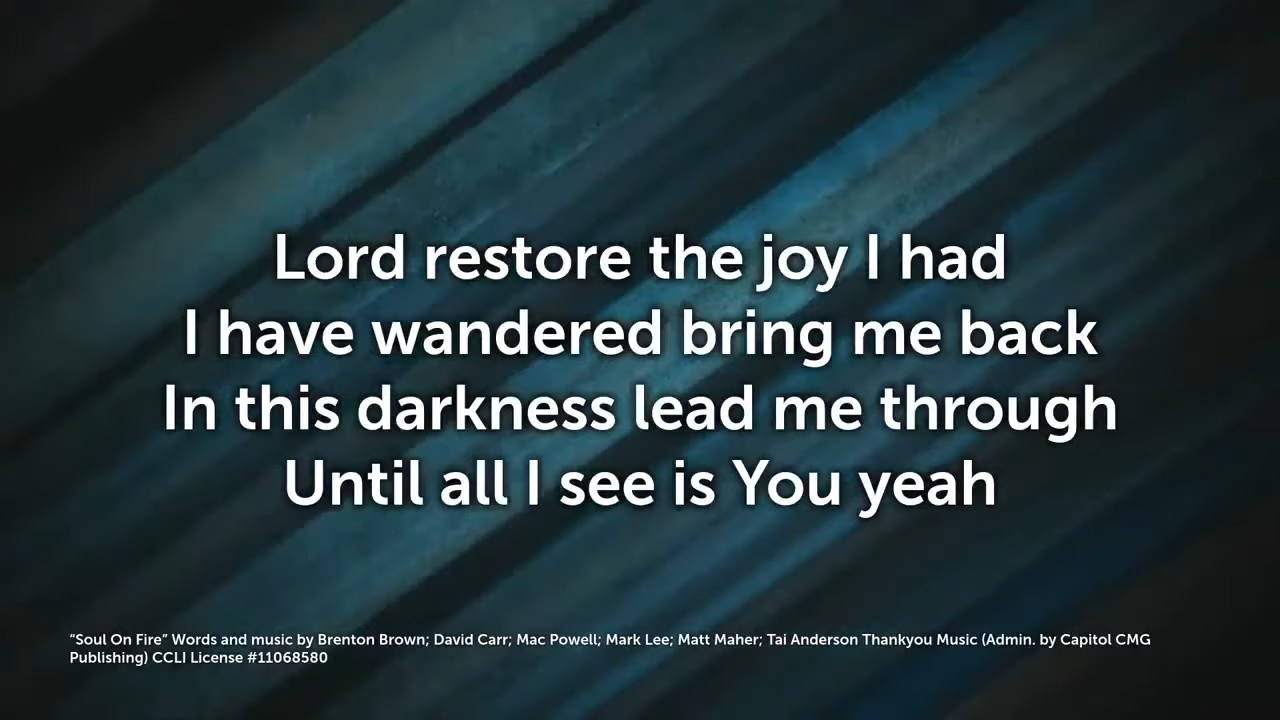 Lord restore the joy I had
I have wandered bring me back
In this darkness lead me through
Until all I see is You yeah
“Soul On Fire” Words and music by Brenton Brown; David Carr; Mac Powell; Mark Lee; Matt Maher; Tai Anderson Thankyou Music (Admin. by Capitol CMG
Publishing) CCLI License #11068580